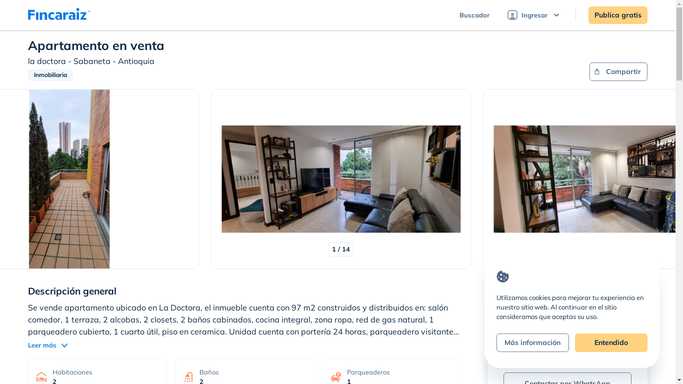 Fincaraiz
Buscador
Ingresar
Publica gratis
Apartamento en venta
la doctora - Sabaneta - Antioquia
Inmobiliaria
Compartir
1 / 14
Descripción general
Se vende apartamento ubicado en La Doctora, el inmueble cuenta con 97 m2 construidos y distribuidos en: salón
comedor, 1 terraza, 2 alcobas, 2 closets, 2 baños cabinados, cocina integral, zona ropa, red de gas natural, 1
parqueadero cubierto, 1 cuarto útil, piso en ceramica. Unidad cuenta con portería 24 horas, parqueadero visitante...
Leer más
Habitaciones
2
Baños
2
Parqueaderos
1
Utilizamos cookies para mejorar tu experiencia en
nuestro sitio web. Al continuar en el sitio
consideramos que aceptas su uso.
Más información
Entendido
Contactar por WhatsApp